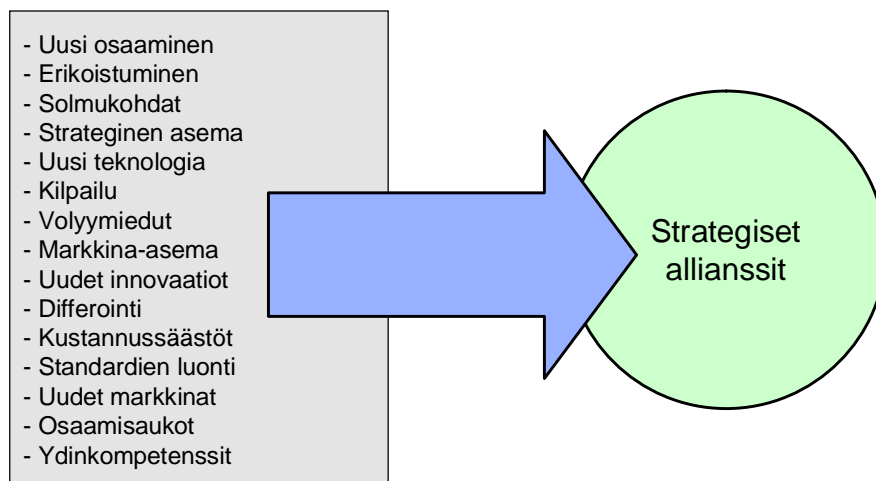 - Uusi osaaminen
- Erikoistuminen
- Solmukohdat
- Strateginen asema
- Uusi teknologia
- Kilpailu
- Volyymiedut
- Markkina-asema
- Uudet innovaatiot
- Differointi
- Kustannussäästöt
- Standardien luonti
- Uudet markkinat
- Osaamisaukot
- Ydinkompetenssit
Strategiset
allianssit